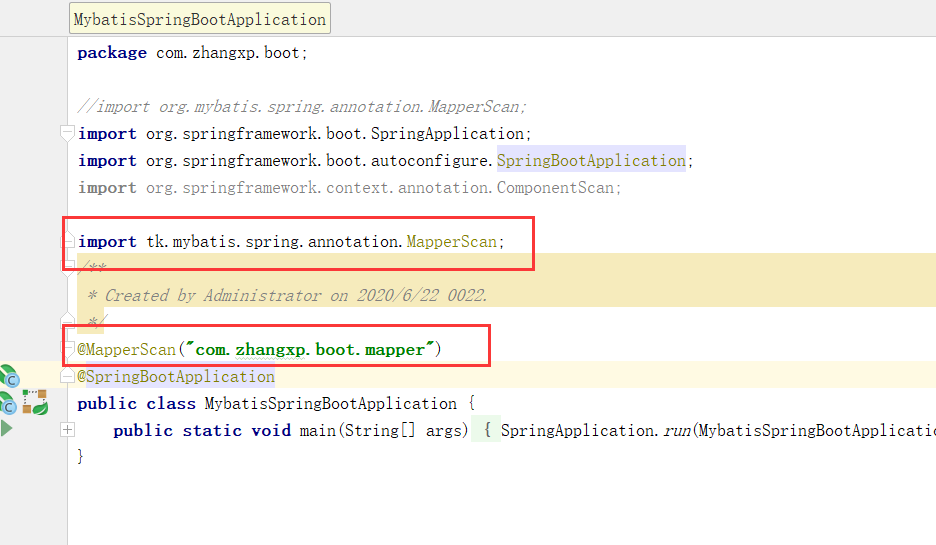 MybatisSpringBootApplication
package com.zhangxp.boot;
//import org.mybatis.spring.annotation.MapperScan;
import org.springframework.boot.SpringApplication;
import org.springframework.boot.autoconfigure.SpringBootApplication;
import org.springframework.context.annotation.ComponentScan;
import tk.mybatis.spring.annotation.MapperScan;
/**
* Created by Administrator on 2020/6/22 0022.
*/
@MapperScan("com.zhangxp.boot.mapper")
@SpringBootApplication
public class MybatisSpringBootApplication {
public static void main(String[] args) { SpringApplication.run(MybatisSpringBootApplicatio
}